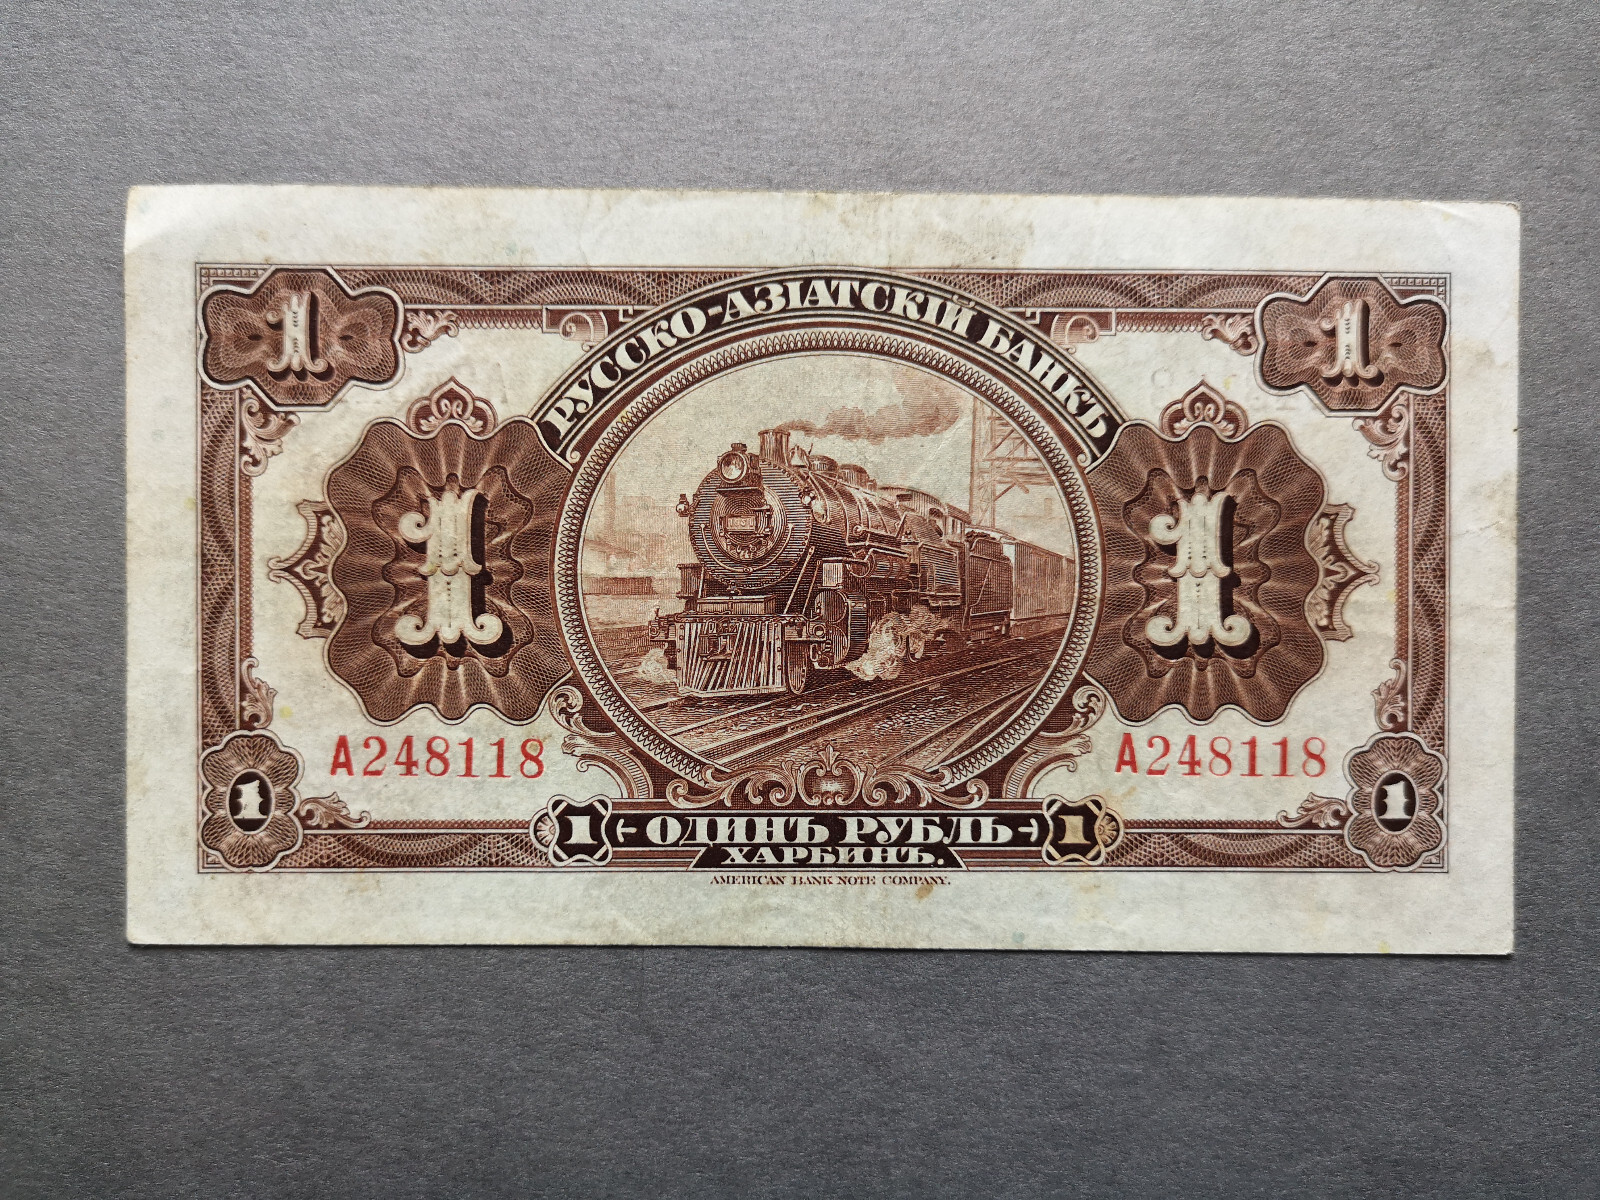 1 1
РУССКО-АЗІАТСКІЙ БАНКЪ
1 1
A248118 A248118
1 1 ОДИНЪ РУБЛЬ 1 1
ХАРБИНЪ.
AMERICAN BANK NOTE COMPANY.